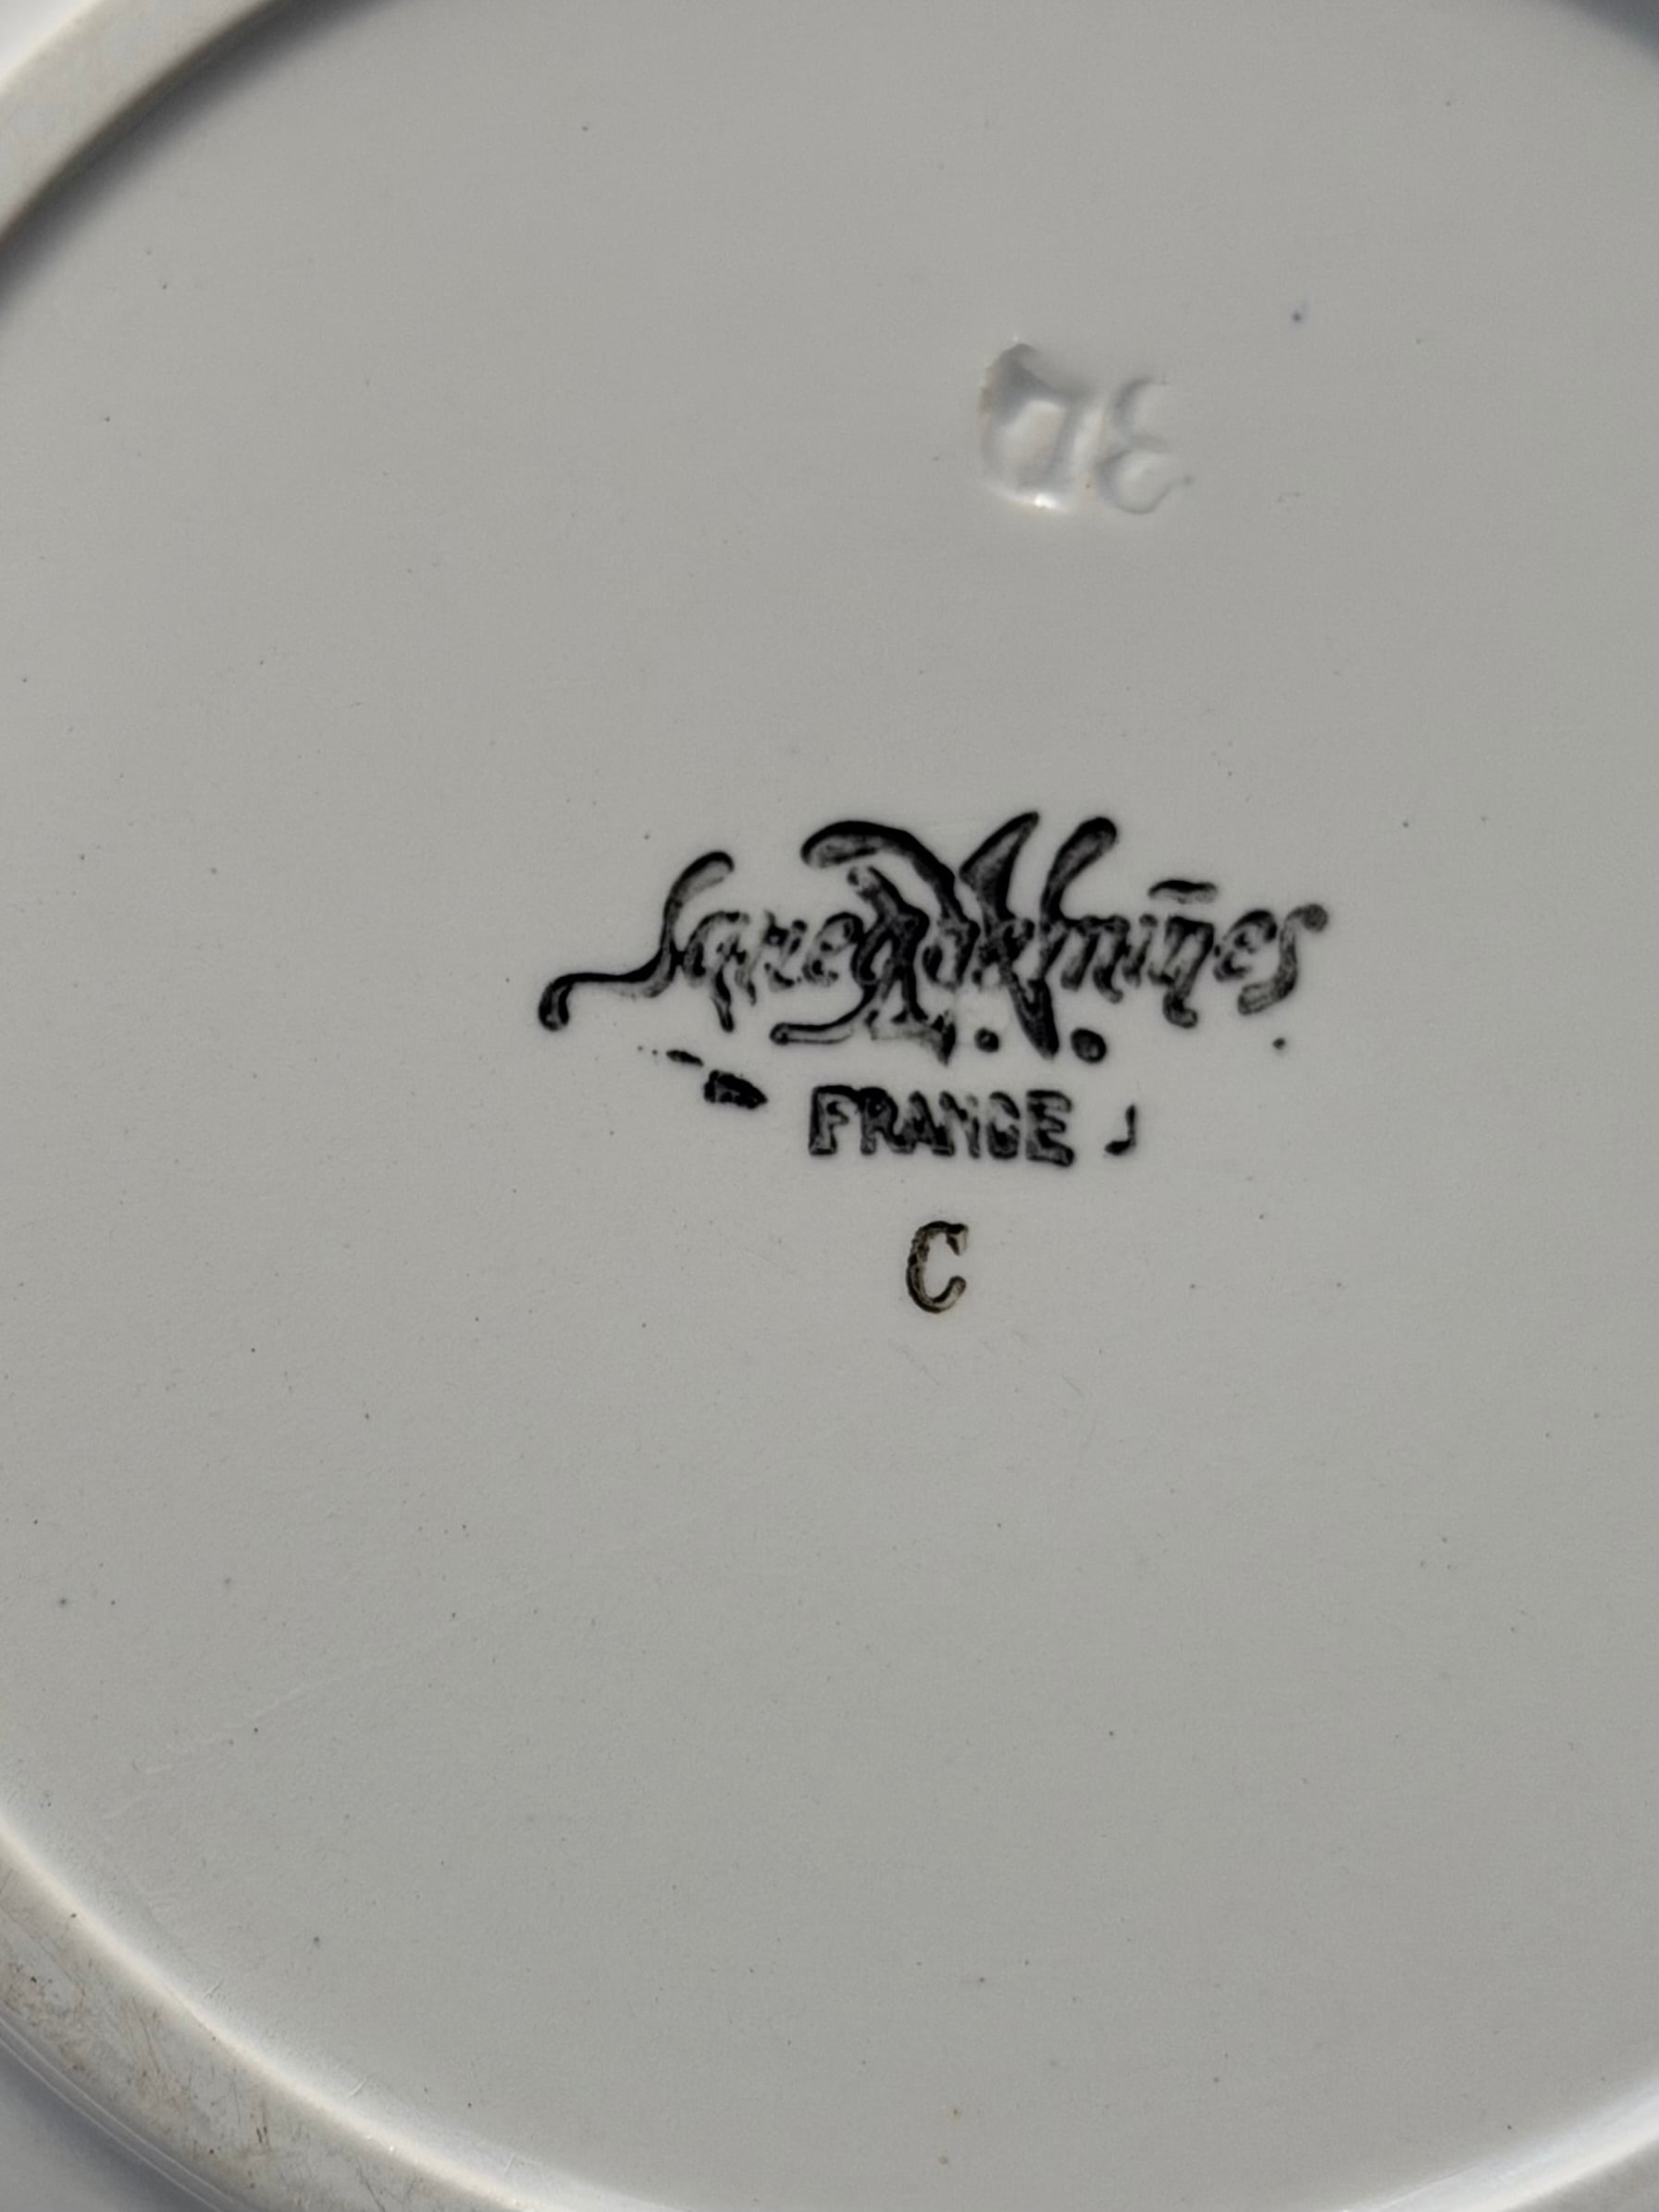 Sarreguemines
D.V.
FRANCE
C